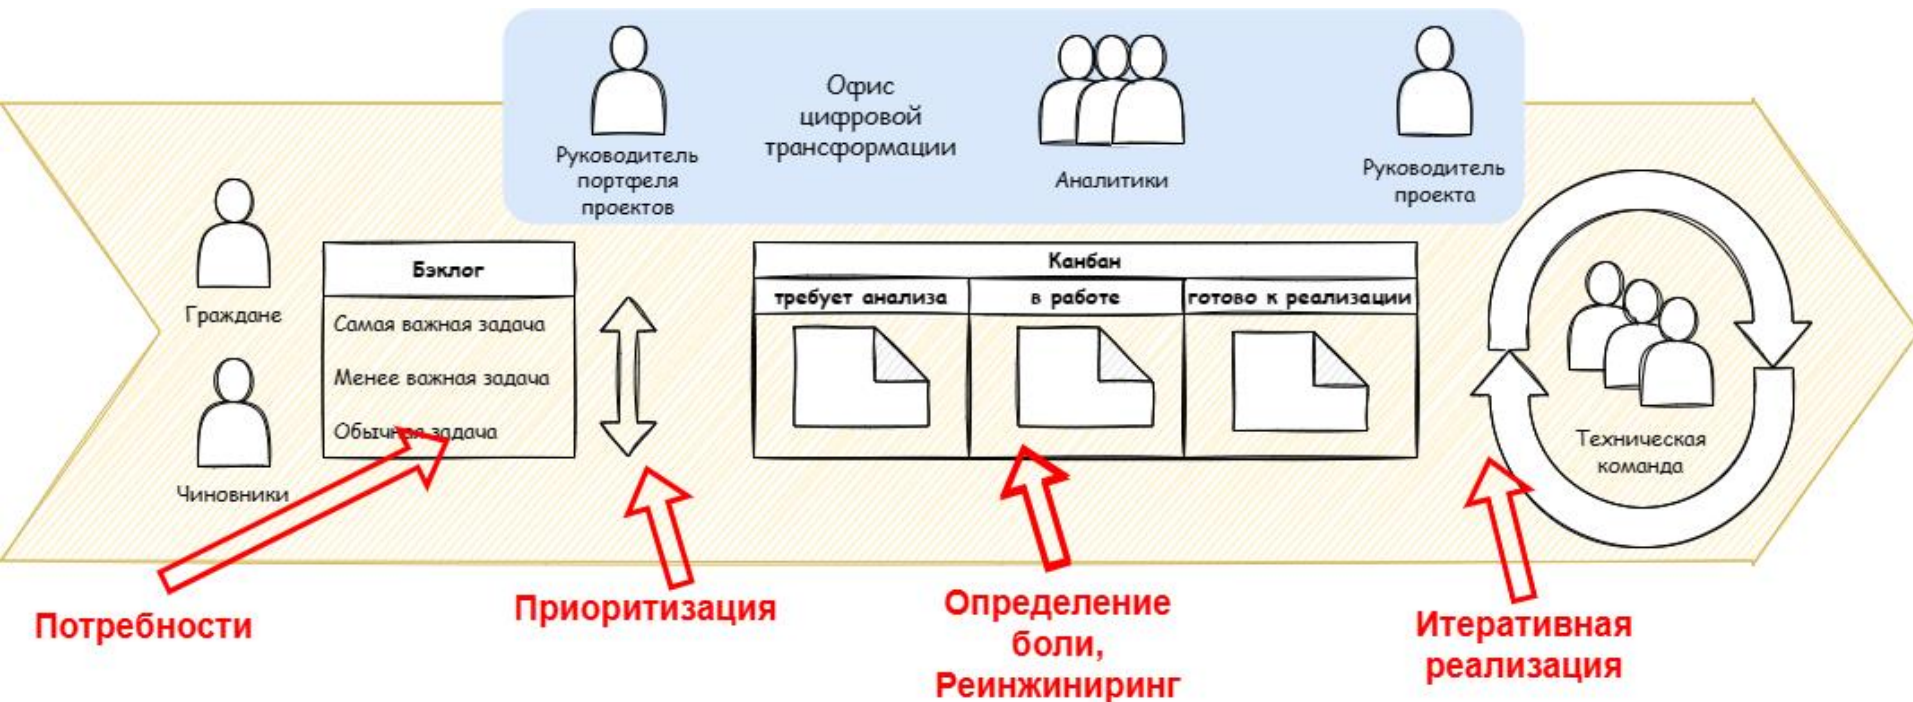 Офис
цифровой
трансформации
Руководитель
портфеля
проектов
Аналитики
Руководитель
проекта
Граждане
Чиновники
Бэклог
Самая важная задача
Менее важная задача
Обычная задача
Канбан
требует анализа
в работе
готово к реализации
Техническая
команда
Потребности
Приоритизация
Определение
боли,
Реинжиниринг
Итеративная
реализация